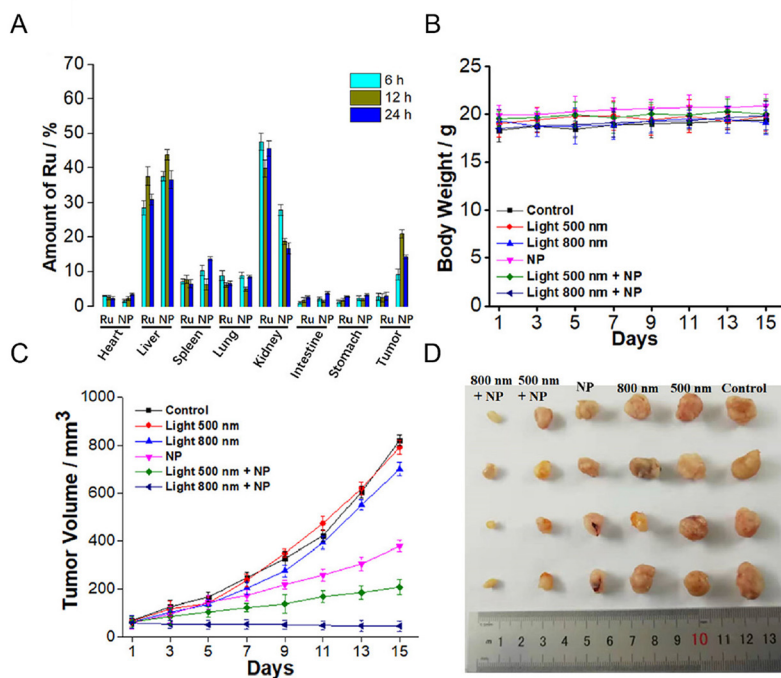 A
Amount of Ru / %
70
60
50
40
30
20
10
0
6 h
12 h
24 h
Ru NP Ru NP Ru NP Ru NP Ru NP Ru NP Ru NP Ru NP
Heart Liver Spleen Lung Kidney Intestine Stomach Tumor
B
Body Weight / g
25
20
15
10
5
0
Control
Light 500 nm
Light 800 nm
NP
Light 500 nm + NP
Light 800 nm + NP
1 3 5 7 9 11 13 15
Days
C
Tumor Volume / mm³
1000
800
600
400
200
0
Control
Light 500 nm
Light 800 nm
NP
Light 500 nm + NP
Light 800 nm + NP
1 3 5 7 9 11 13 15
Days
D
800 nm 500 nm NP 800 nm 500 nm Control
+ NP + NP
1 2 3 4 5 6 7 8 9 10 11 12 13